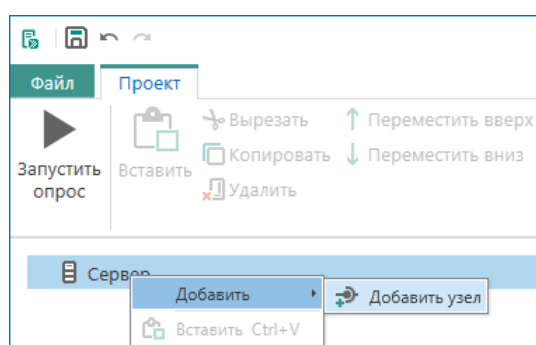 Файл Проект
Запустить опрос
Вставить
Вырезать
Копировать
Удалить
Переместить вверх
Переместить вниз
Сервер
Добавить
Добавить узел
Вставить Ctrl+V